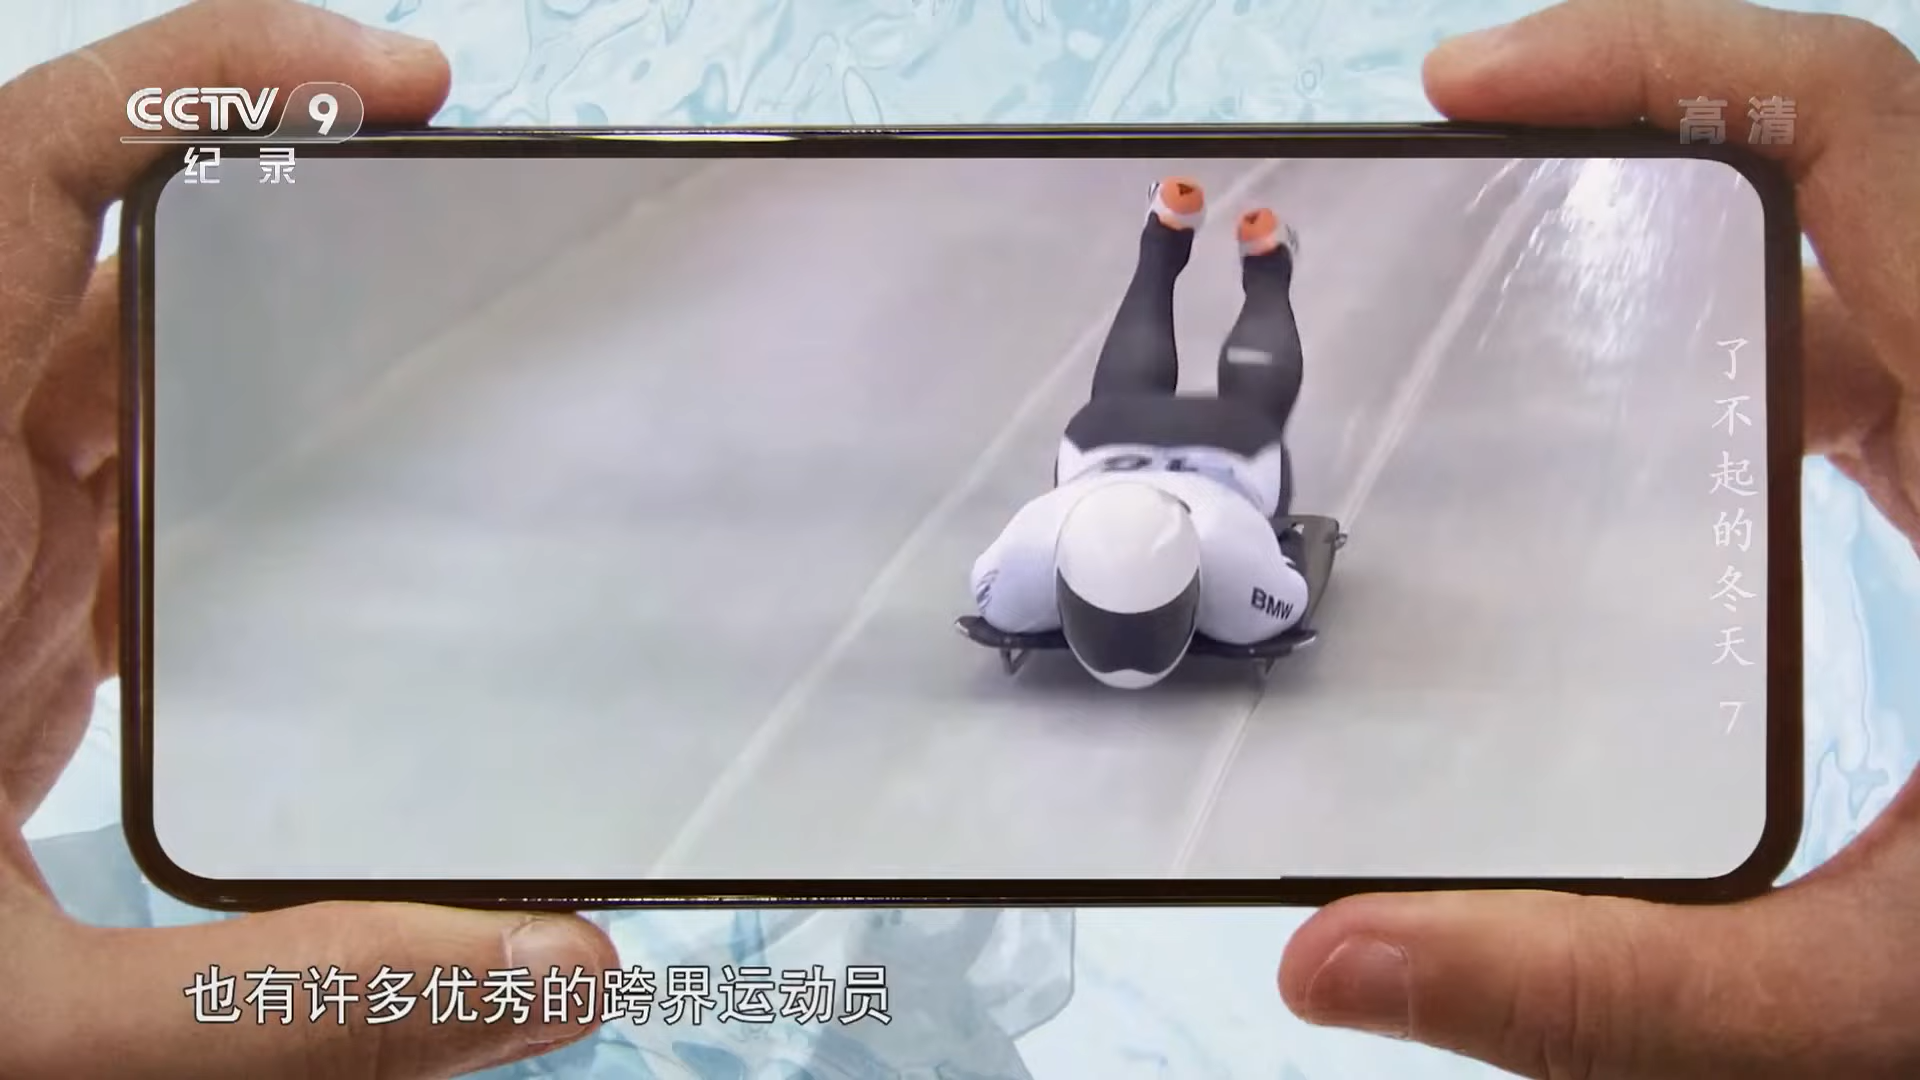 CCTV 9
纪录
高清
BMW
了不起的冬天 7
也有许多优秀的跨界运动员